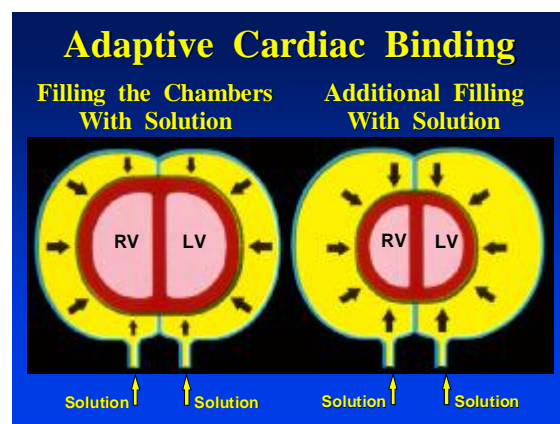 Adaptive Cardiac Binding
Filling the Chambers
With Solution
Additional Filling
With Solution
RV LV
RV LV
Solution Solution
Solution Solution